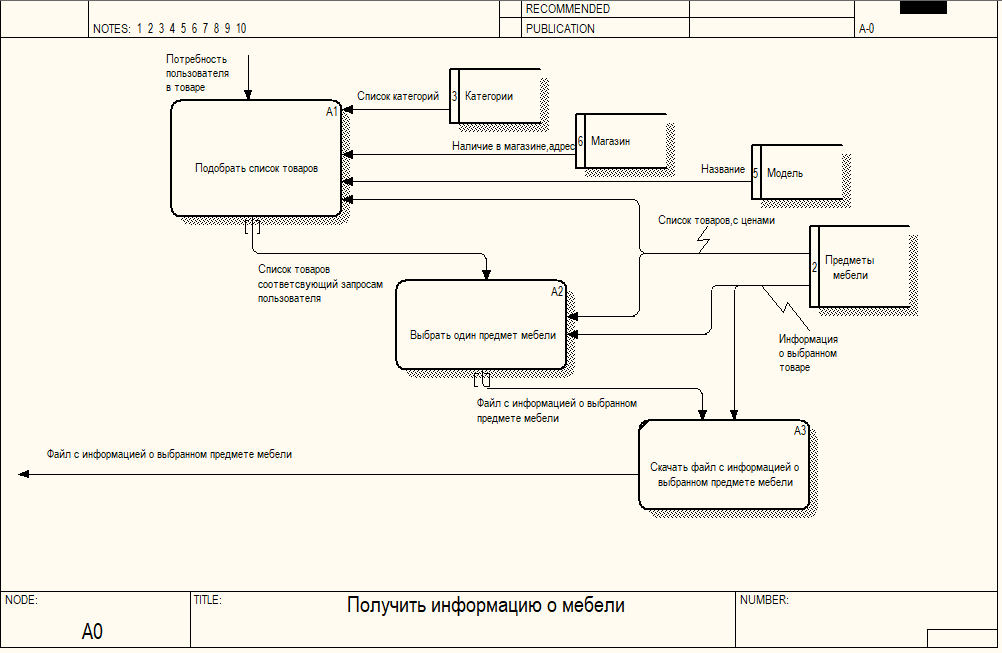 RECOMMENDED
NOTES: 1 2 3 4 5 6 7 8 9 10
PUBLICATION
A-0
Потребность
пользователя
в товаре
A1
Подобрать список товаров
Список категорий
3
Категории
Наличие в магазине,адрес
6
Магазин
Название
5
Модель
Список товаров,с ценами
2
Предметы
мебели
Список товаров
соответсвующий запросам
пользователя
A2
Выбрать один предмет мебели
Информация
о выбранном
товаре
Файл с информацией о выбранном
предмете мебели
A3
Скачать файл с информацией о
выбранном предмете мебели
Файл с информацией о выбранном предмете мебели
NODE:
A0
TITLE:
Получить информацию о мебели
NUMBER: